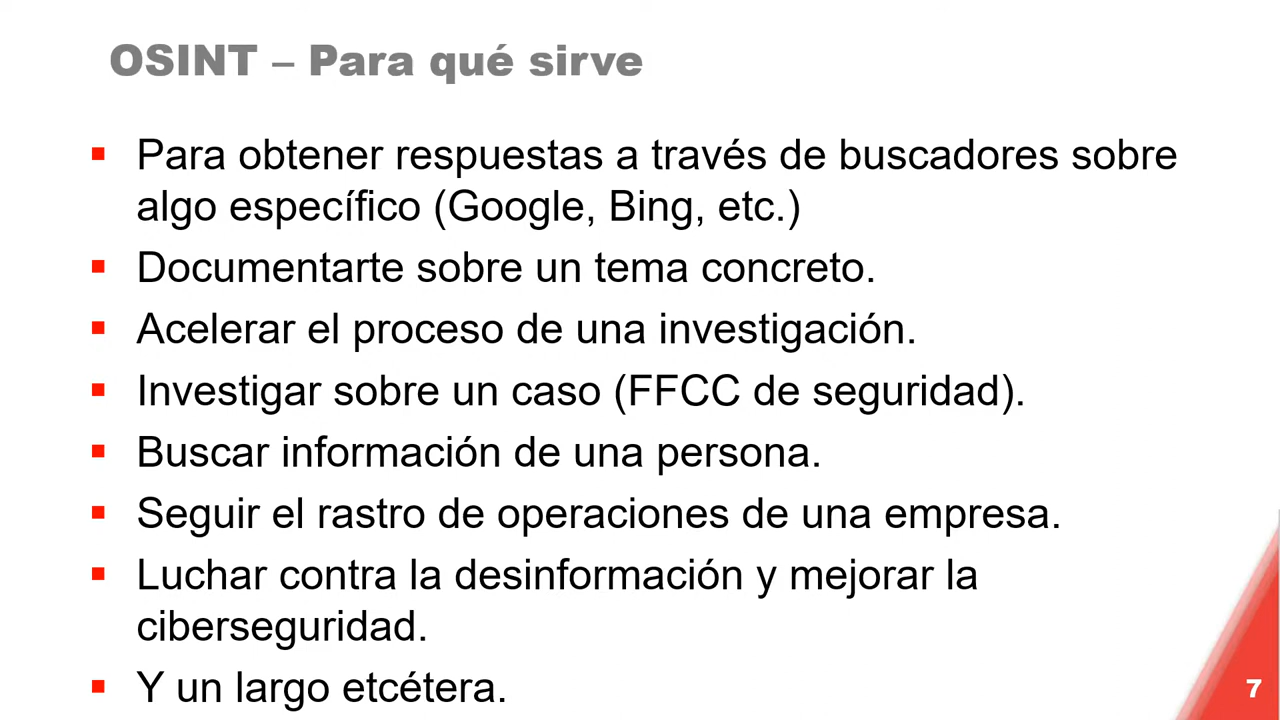 OSINT – Para qué sirve
Para obtener respuestas a través de buscadores sobre
algo específico (Google, Bing, etc.)
Documentarte sobre un tema concreto.
Acelerar el proceso de una investigación.
Investigar sobre un caso (FFCC de seguridad).
Buscar información de una persona.
Seguir el rastro de operaciones de una empresa.
Luchar contra la desinformación y mejorar la
ciberseguridad.
Y un largo etcétera.
7